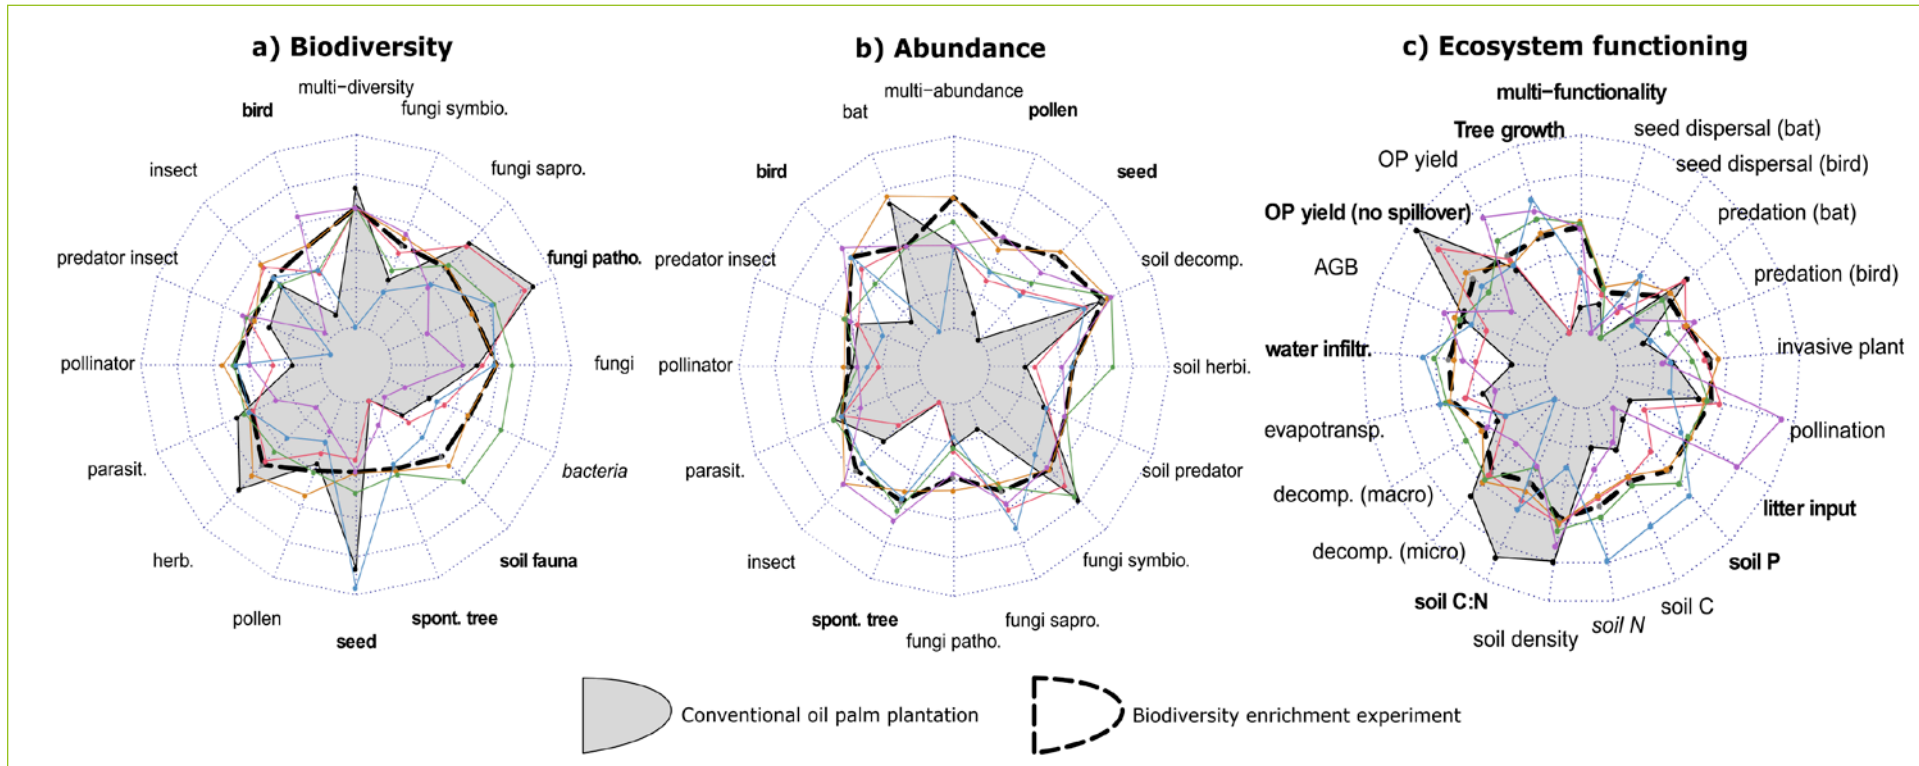 a) Biodiversity
multi−diversity
bird
fungi symbio.
insect
fungi sapro.
predator insect
fungi patho.
pollinator
fungi
parasit.
bacteria
herb.
soil fauna
pollen
spont. tree
seed
b) Abundance
multi−abundance
bat
pollen
bird
seed
predator insect
soil decomp.
pollinator
soil herbi.
parasit.
soil predator
insect
fungi symbio.
spont. tree
fungi sapro.
fungi patho.
c) Ecosystem functioning
multi−functionality
Tree growth
seed dispersal (bat)
OP yield
seed dispersal (bird)
OP yield (no spillover)
predation (bat)
AGB
predation (bird)
water infiltr.
invasive plant
evapotransp.
pollination
decomp. (macro)
litter input
decomp. (micro)
soil P
soil C:N
soil C
soil density
soil N
Conventional oil palm plantation
Biodiversity enrichment experiment